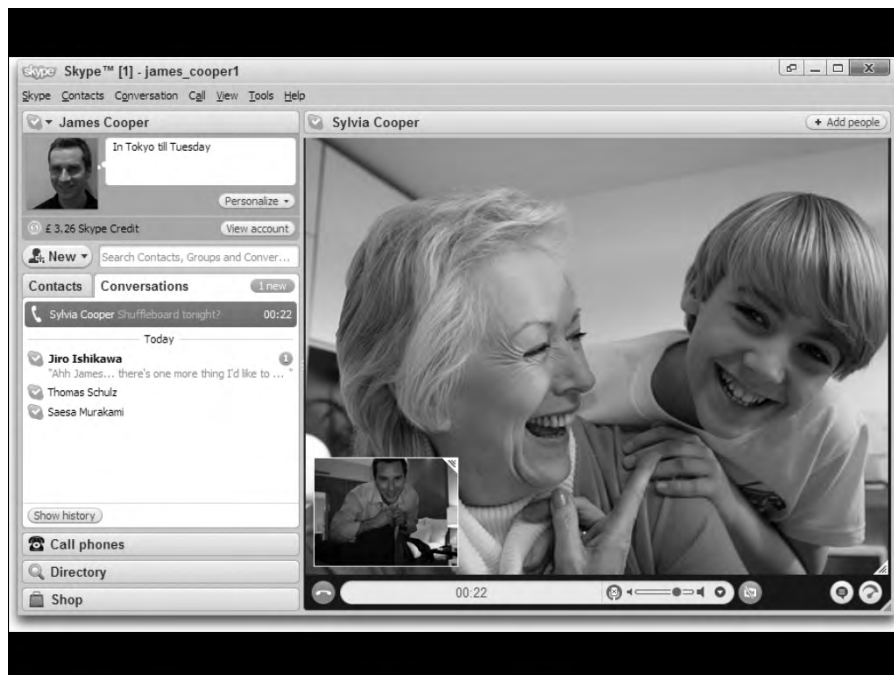 Skype™ [1] - james_cooper1
Skype Contacts Conversation Call View Tools Help
James Cooper
In Tokyo till Tuesday
Personalize
£ 3.26 Skype Credit
View account
New
Search Contacts, Groups and Conver...
Contacts
Conversations
1 new
Sylvia Cooper Shuffleboard tonight? 00:22
Today
Jiro Ishikawa 1
"Ahh James... there's one more thing I'd like to ... "
Thomas Schulz
Saesa Murakami
Show history
Call phones
Directory
Shop
Sylvia Cooper
+ Add people
00:22